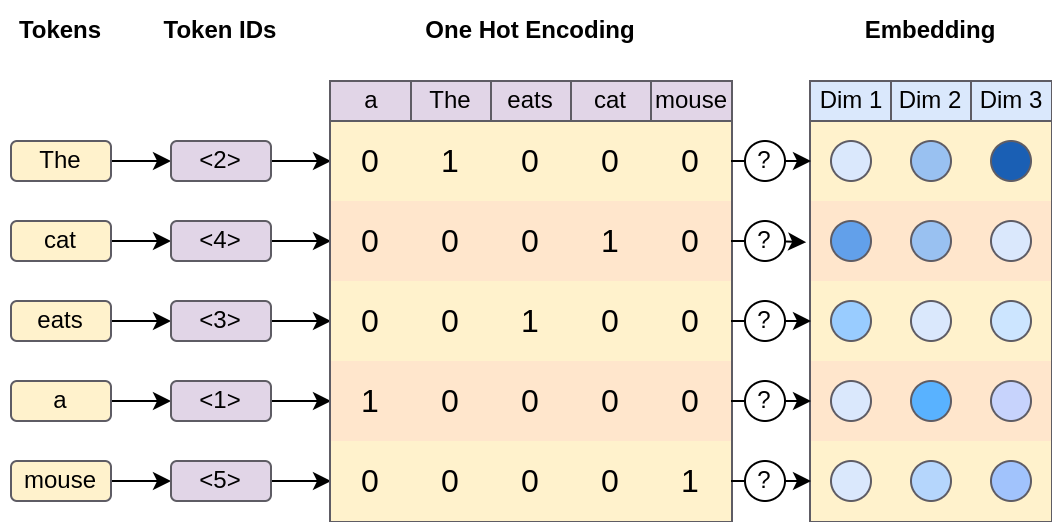 Tokens Token IDs One Hot Encoding Embedding
a The eats cat mouse Dim 1 Dim 2 Dim 3
The <2> 0 1 0 0 0 ?
cat <4> 0 0 0 1 0 ?
eats <3> 0 0 1 0 0 ?
a <1> 1 0 0 0 0 ?
mouse <5> 0 0 0 0 1 ?